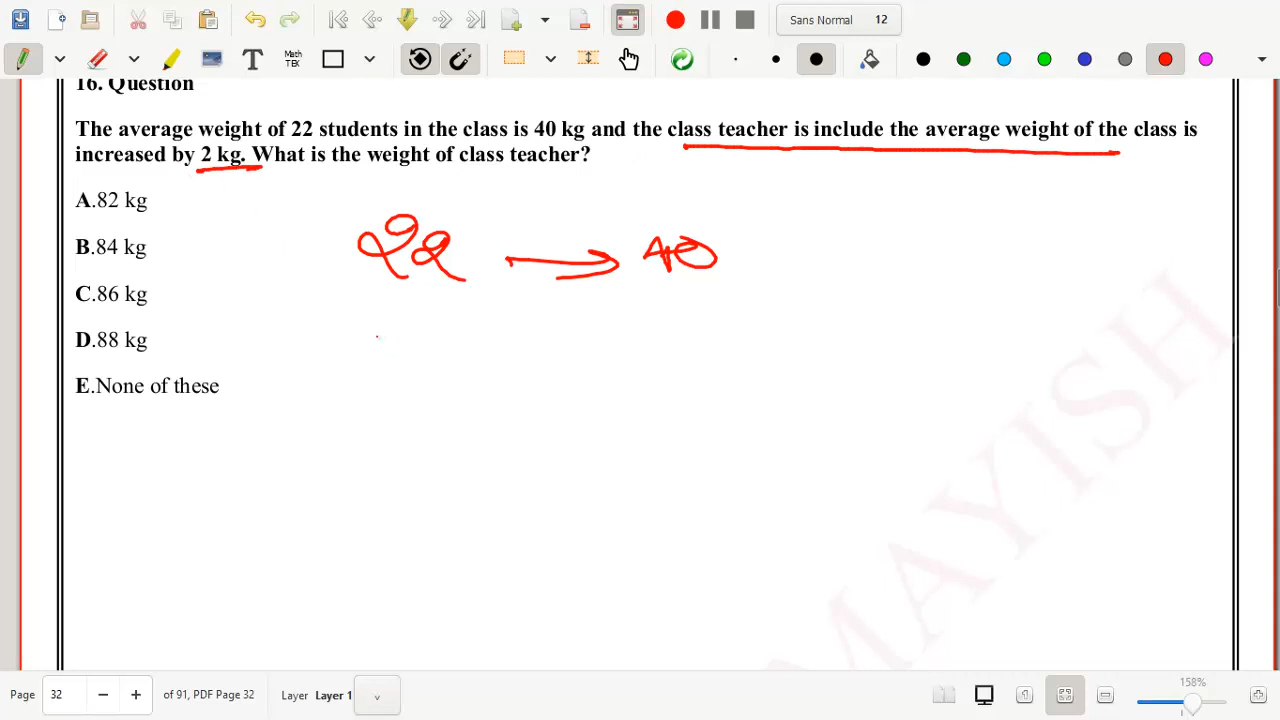 Sans Normal 12
Math
TEX
16. Question
The average weight of 22 students in the class is 40 kg and the class teacher is include the average weight of the class is
increased by 2 kg. What is the weight of class teacher?
A.82 kg
B.84 kg
22 → 40
C.86 kg
D.88 kg
E.None of these
MAYISH
Page 32 of 91, PDF Page 32 Layer Layer 1 158%